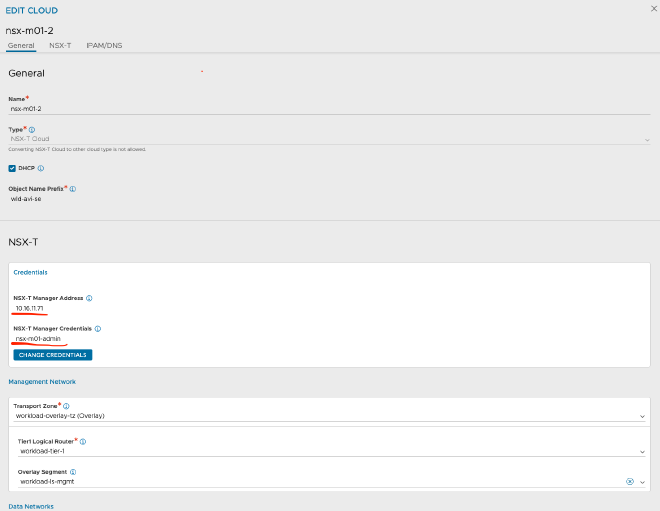 EDIT CLOUD
nsx-m01-2
General NSX-T IPAM/DNS
General
Name*
nsx-m01-2
Type*
NSX-T Cloud
Converting NSX-T Cloud to other cloud type is not allowed.
DHCP
Object Name Prefix*
wld-avi-se
NSX-T
Credentials
NSX-T Manager Address
10.16.11.71
NSX-T Manager Credentials
nsx-m01-admin
CHANGE CREDENTIALS
Management Network
Transport Zone*
workload-overlay-tz (Overlay)
Tier1 Logical Router*
workload-tier-1
Overlay Segment
workload-ls-mgmt
Data Networks